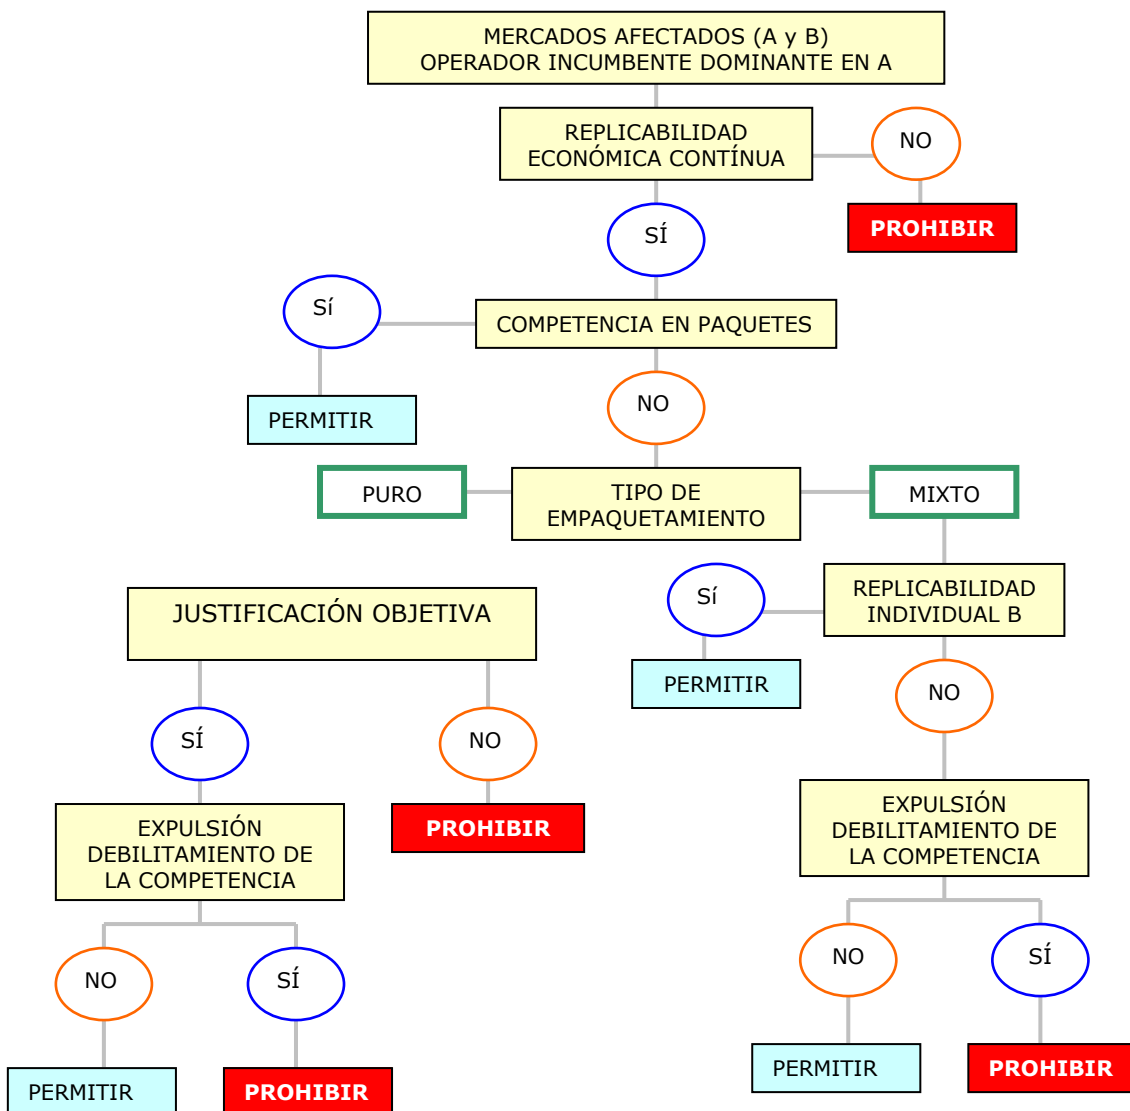 MERCADOS AFECTADOS (A y B)
OPERADOR INCUMBENTE DOMINANTE EN A
REPLICABILIDAD
ECONÓMICA CONTÍNUA
NO
PROHIBIR
SÍ
Sí
COMPETENCIA EN PAQUETES
PERMITIR
NO
PURO
TIPO DE
EMPAQUETAMIENTO
MIXTO
Sí
REPLICABILIDAD
INDIVIDUAL B
JUSTIFICACIÓN OBJETIVA
PERMITIR
NO
SÍ
NO
EXPULSIÓN
DEBILITAMIENTO DE
LA COMPETENCIA
PROHIBIR
EXPULSIÓN
DEBILITAMIENTO DE
LA COMPETENCIA
NO
SÍ
NO
SÍ
PERMITIR
PROHIBIR
PERMITIR
PROHIBIR